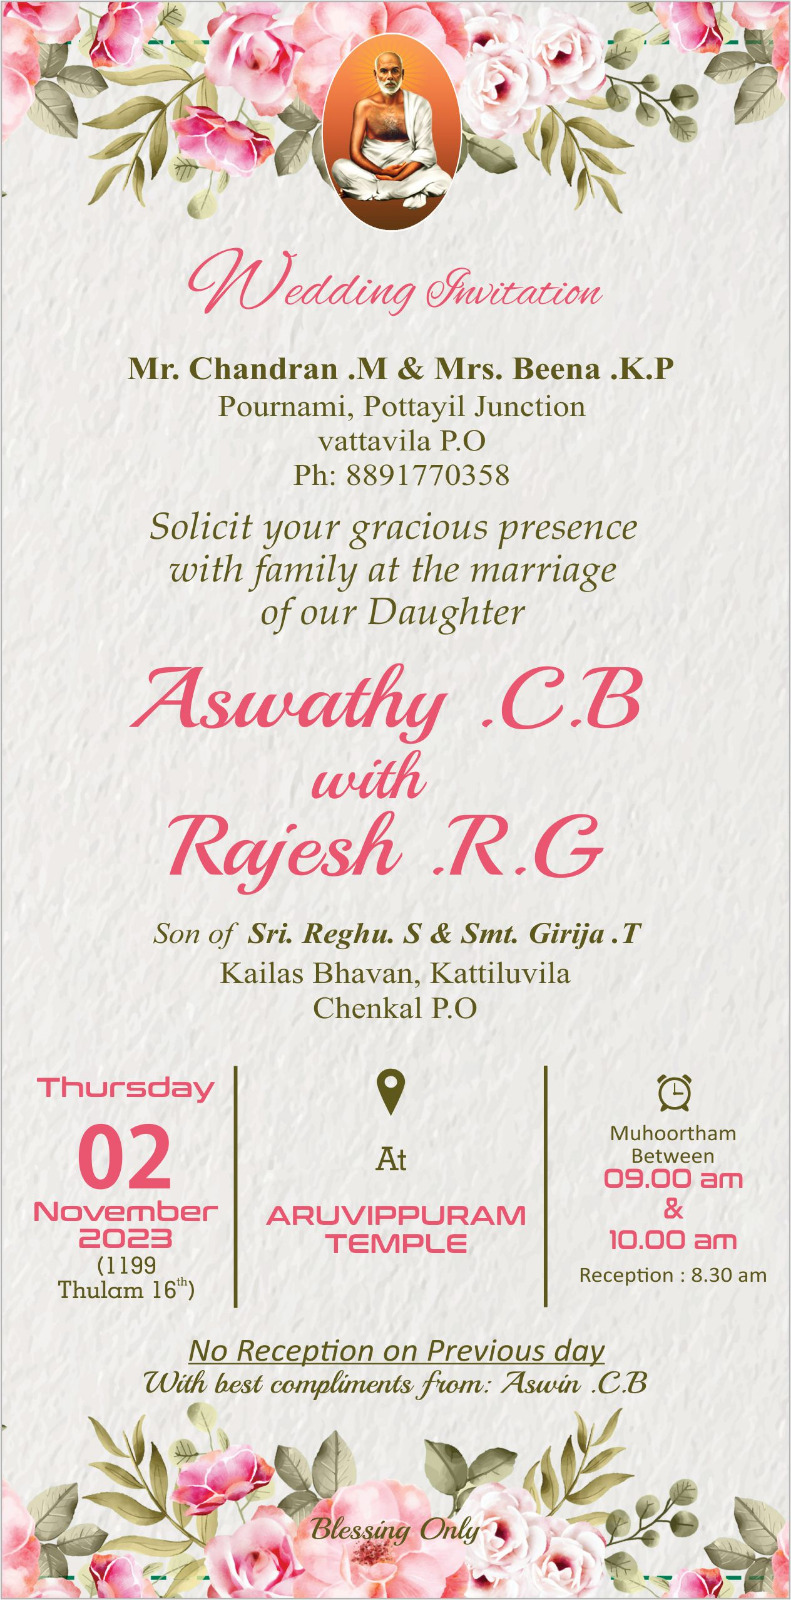 Wedding Invitation
Mr. Chandran .M & Mrs. Beena .K.P
Pournami, Pottayil Junction
vattavila P.O
Ph: 8891770358
Solicit your gracious presence
with family at the marriage
of our Daughter
Aswathy .C.B
with
Rajesh .R.G
Son of Sri. Reghu. S & Smt. Girija .T
Kailas Bhavan, Kattiluvila
Chenkal P.O
Thursday
02
November
2023
(1199
Thulam 16th)
At
ARUVIPPURAM
TEMPLE
Muhoortham
Between
09.00 am
&
10.00 am
Reception : 8.30 am
No Reception on Previous day
With best compliments from: Aswin .C.B
Blessing Only